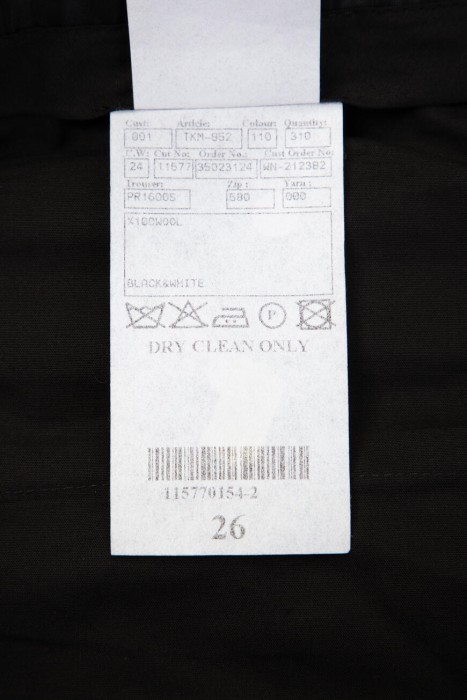 Cust: Article: Colour: Quantity:
001 TKM-952 110 310
C.W: Cut No: Order No.: Cust Order No:
24 11577 35023124 WN-212382
Trouser: Zip : Yarn :
PR1600S 580 000
%100WOOL
BLACK&WHITE
P
DRY CLEAN ONLY
115770154-2
26